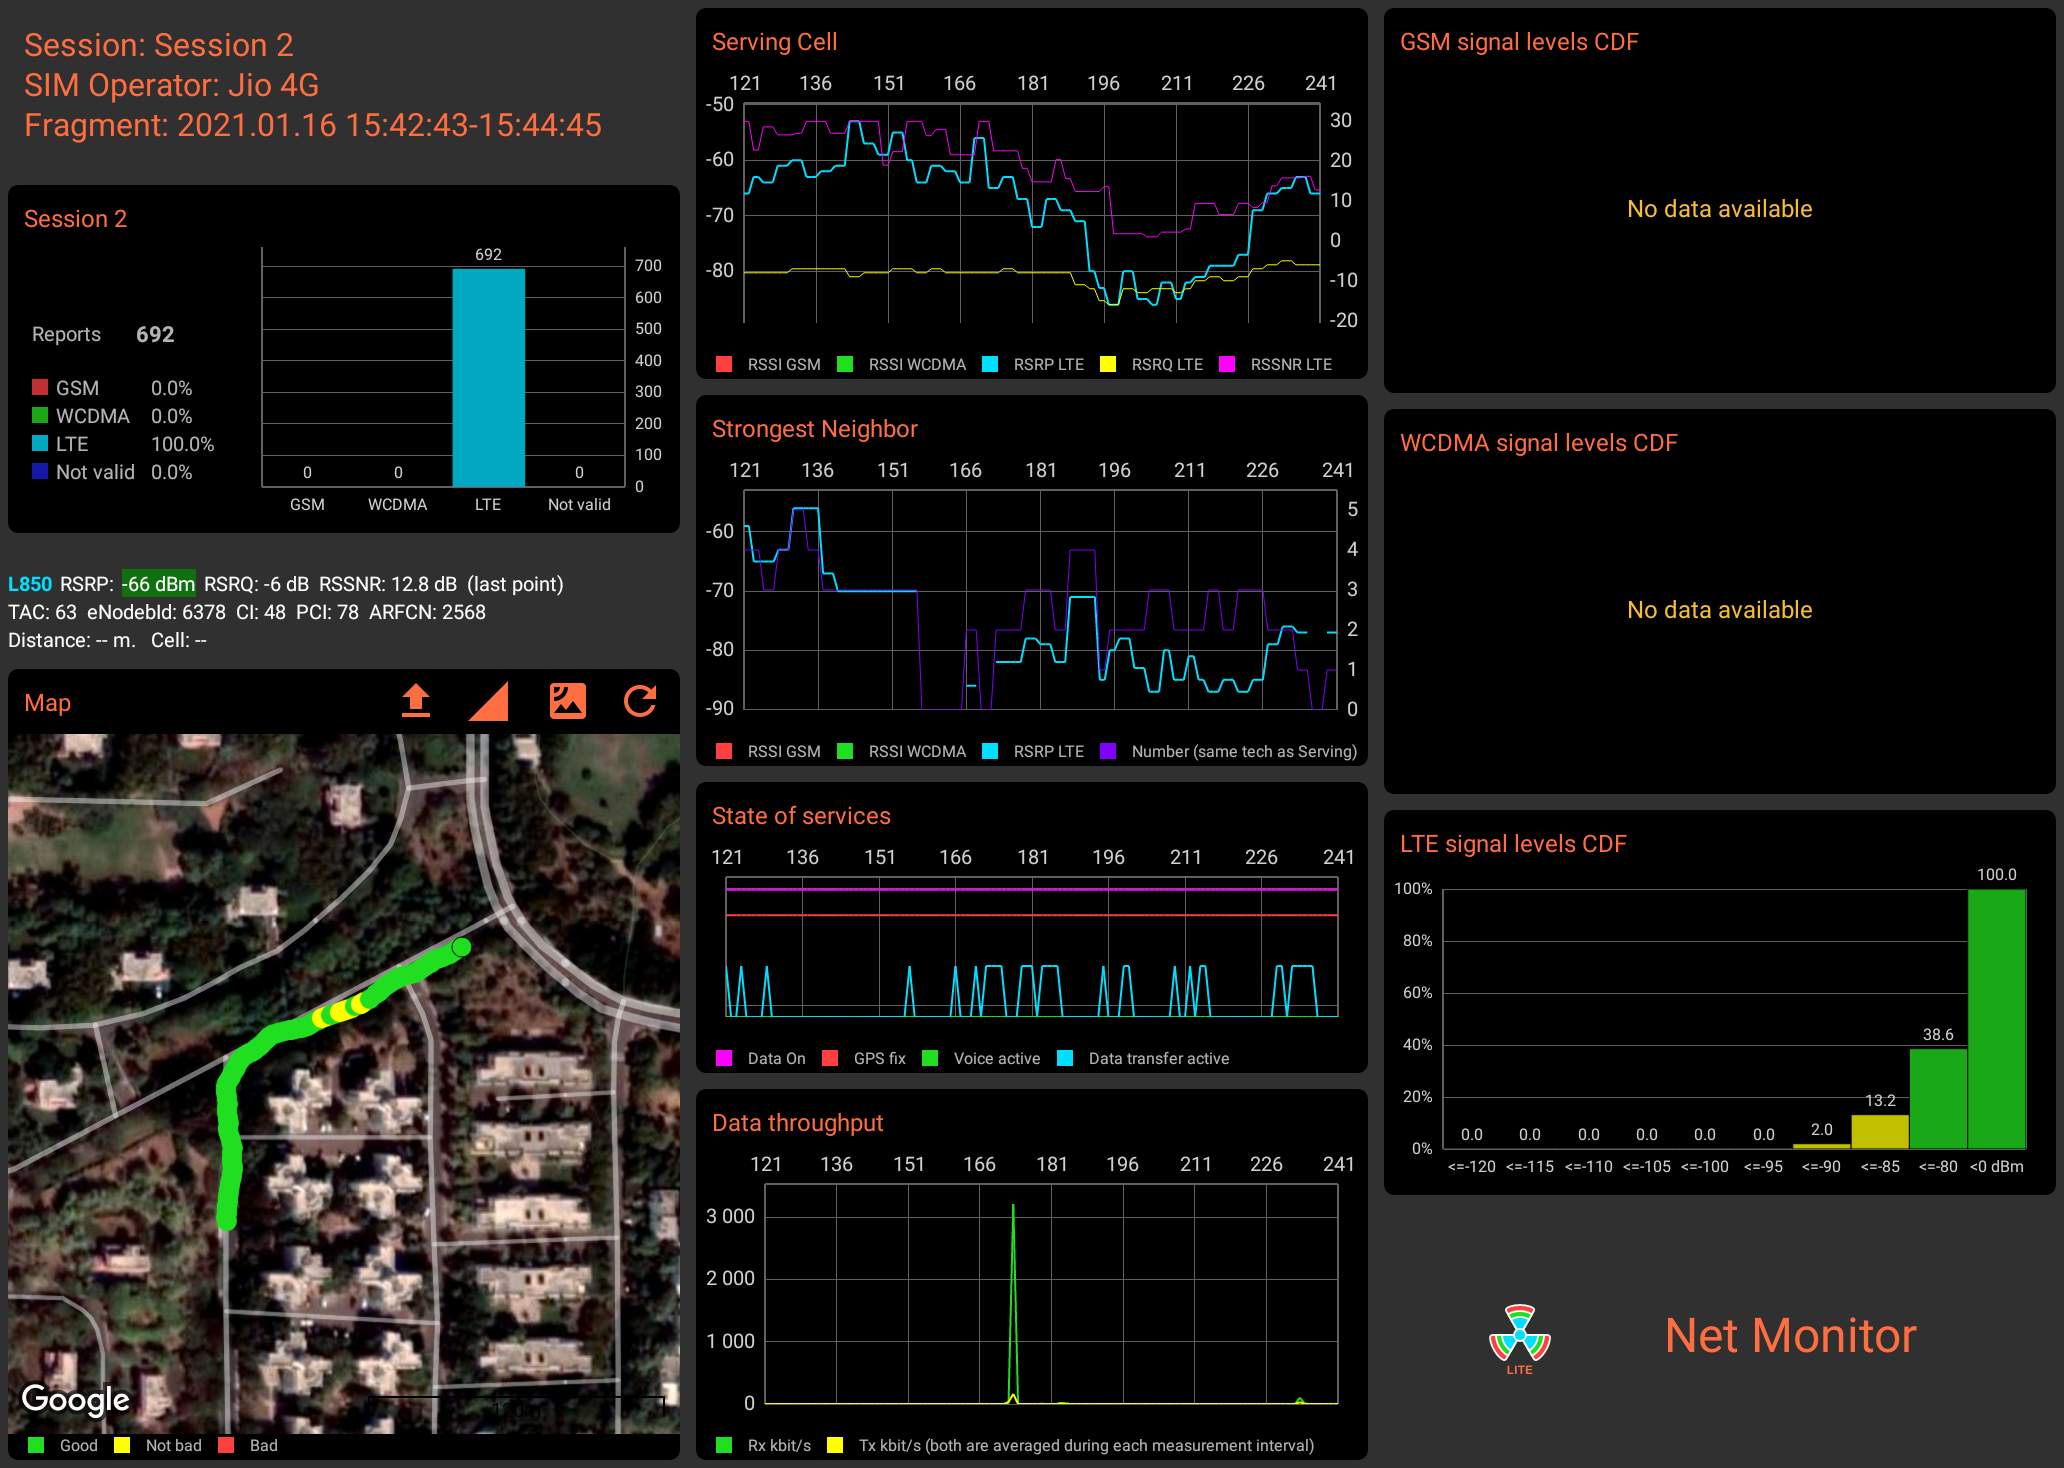 Session: Session 2
SIM Operator: Jio 4G
Fragment: 2021.01.16 15:42:43-15:44:45
Session 2
692
700
600
500
400
300
200
100
0
Reports 692
GSM 0.0%
WCDMA 0.0%
LTE 100.0%
Not valid 0.0%
0 0 0
GSM WCDMA LTE Not valid
L850 RSRP: -66 dBm RSRQ: -6 dB RSSNR: 12.8 dB (last point)
TAC: 63 eNodebId: 6378 CI: 48 PCI: 78 ARFCN: 2568
Distance: -- m. Cell: --
Map
Google
Good Not bad Bad
Serving Cell
121 136 151 166 181 196 211 226 241
-50
-60
-70
-80
30
20
10
0
-10
-20
RSSI GSM RSSI WCDMA RSRP LTE RSRQ LTE RSSNR LTE
Strongest Neighbor
121 136 151 166 181 196 211 226 241
-60
-70
-80
-90
5
4
3
2
1
0
RSSI GSM RSSI WCDMA RSRP LTE Number (same tech as Serving)
State of services
121 136 151 166 181 196 211 226 241
Data On GPS fix Voice active Data transfer active
Data throughput
121 136 151 166 181 196 211 226 241
3 000
2 000
1 000
0
Rx kbit/s Tx kbit/s (both are averaged during each measurement interval)
GSM signal levels CDF
No data available
WCDMA signal levels CDF
No data available
LTE signal levels CDF
100%
80%
60%
40%
20%
0%
0.0 0.0 0.0 0.0 0.0 0.0 2.0 13.2 38.6 100.0
<=-120 <=-115 <=-110 <=-105 <=-100 <=-95 <=-90 <=-85 <=-80 <0 dBm
LITE
Net Monitor